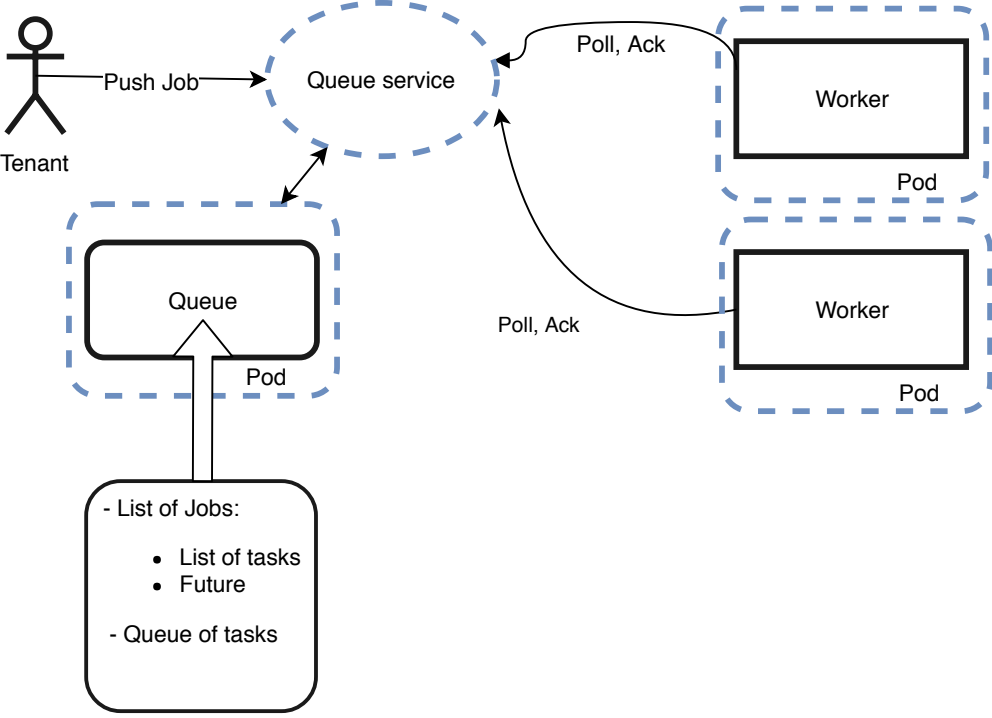 Poll, Ack
Push Job
Queue service
Worker
Tenant
Pod
Queue
Worker
Poll, Ack
Pod
Pod
- List of Jobs:
• List of tasks
• Future
- Queue of tasks